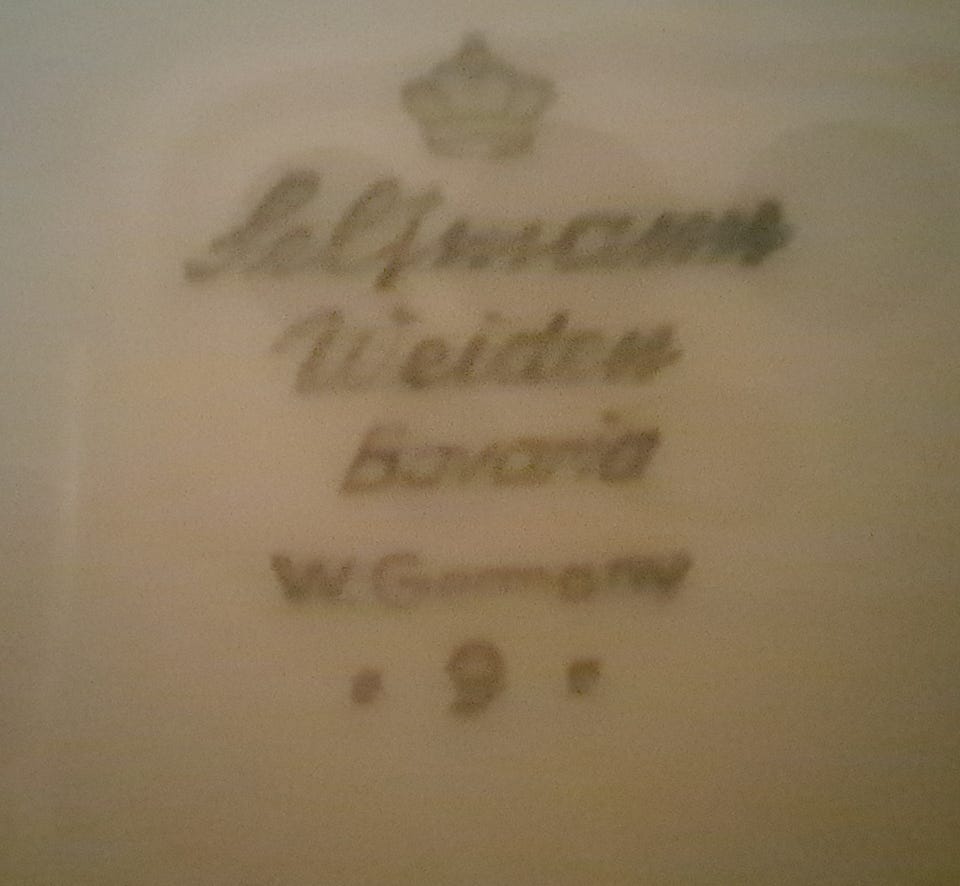 Seltmann
Weiden
Bavaria
W. Germany
• 9 •